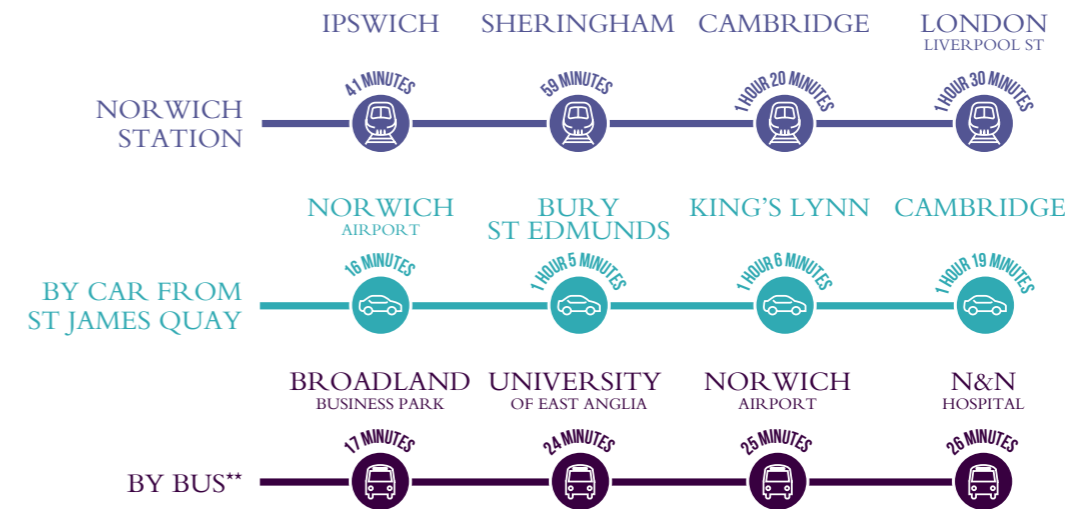 IPSWICH
SHERINGHAM
CAMBRIDGE
LONDON
LIVERPOOL ST
41 MINUTES
59 MINUTES
1 HOUR 20 MINUTES
1 HOUR 30 MINUTES
NORWICH
STATION
NORWICH
AIRPORT
BURY
ST EDMUNDS
KING'S LYNN
CAMBRIDGE
16 MINUTES
1 HOUR 5 MINUTES
1 HOUR 6 MINUTES
1 HOUR 19 MINUTES
BY CAR FROM
ST JAMES QUAY
BROADLAND
BUSINESS PARK
UNIVERSITY
OF EAST ANGLIA
NORWICH
AIRPORT
N&N
HOSPITAL
17 MINUTES
24 MINUTES
25 MINUTES
26 MINUTES
BY BUS**